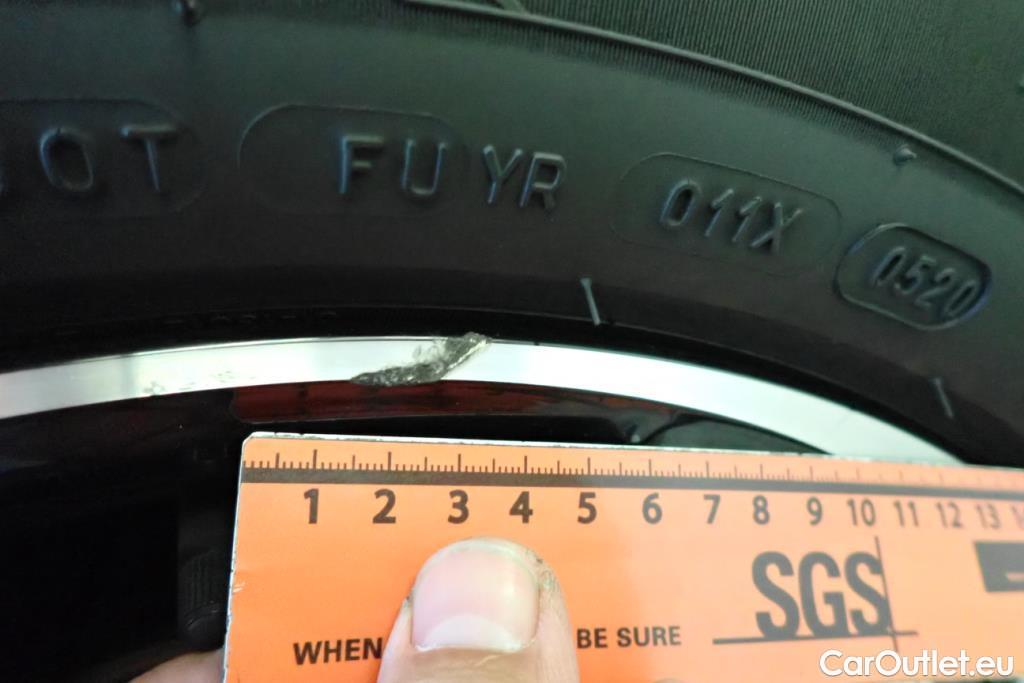 OT FU YR 011X 0520
1 2 3 4 5 6 7 8 9 10 11 12 13
SGS
WHEN BE SURE
CarOutlet.eu